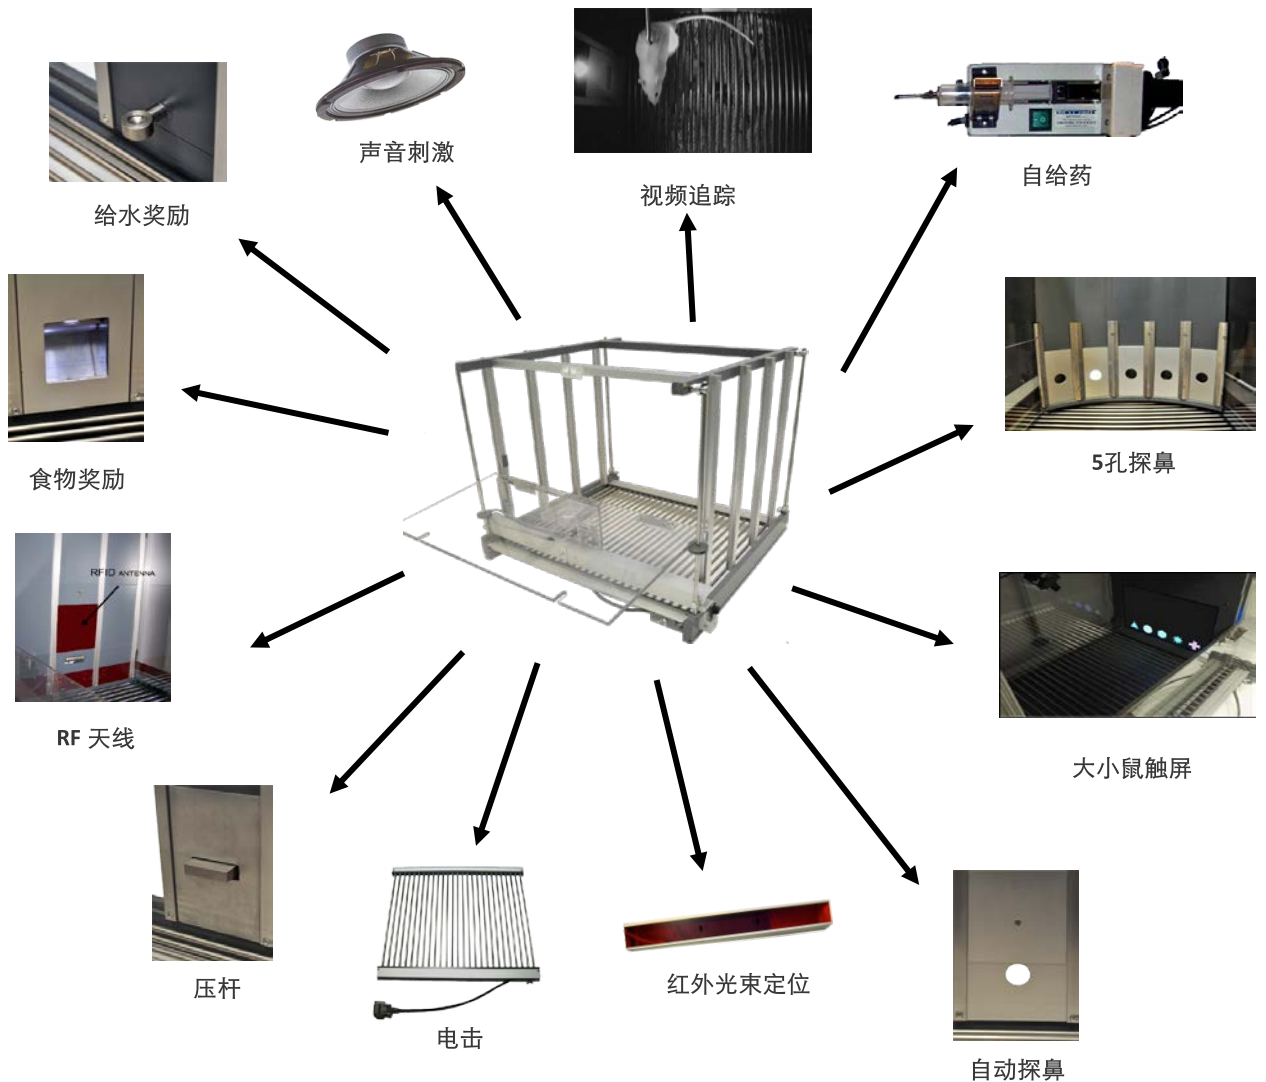 声音刺激
视频追踪
自给药
给水奖励
5孔探鼻
食物奖励
RFID ANTENNA
RF 天线
大小鼠触屏
压杆
红外光束定位
电击
自动探鼻